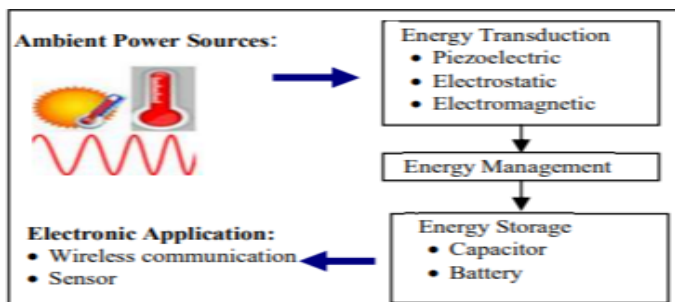 Ambient Power Sources:
Energy Transduction
• Piezoelectric
• Electrostatic
• Electromagnetic
Energy Management
Energy Storage
• Capacitor
• Battery
Electronic Application:
• Wireless communication
• Sensor